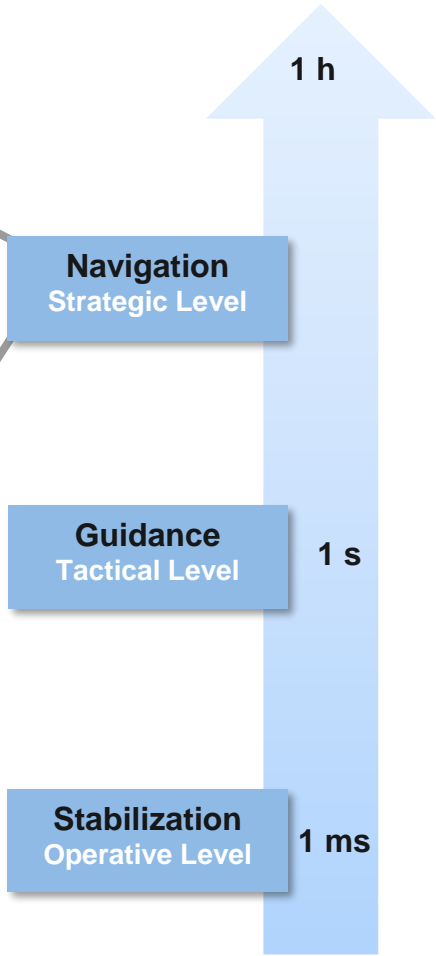 1 h
Navigation
Strategic Level
Guidance
Tactical Level
1 s
Stabilization
Operative Level
1 ms